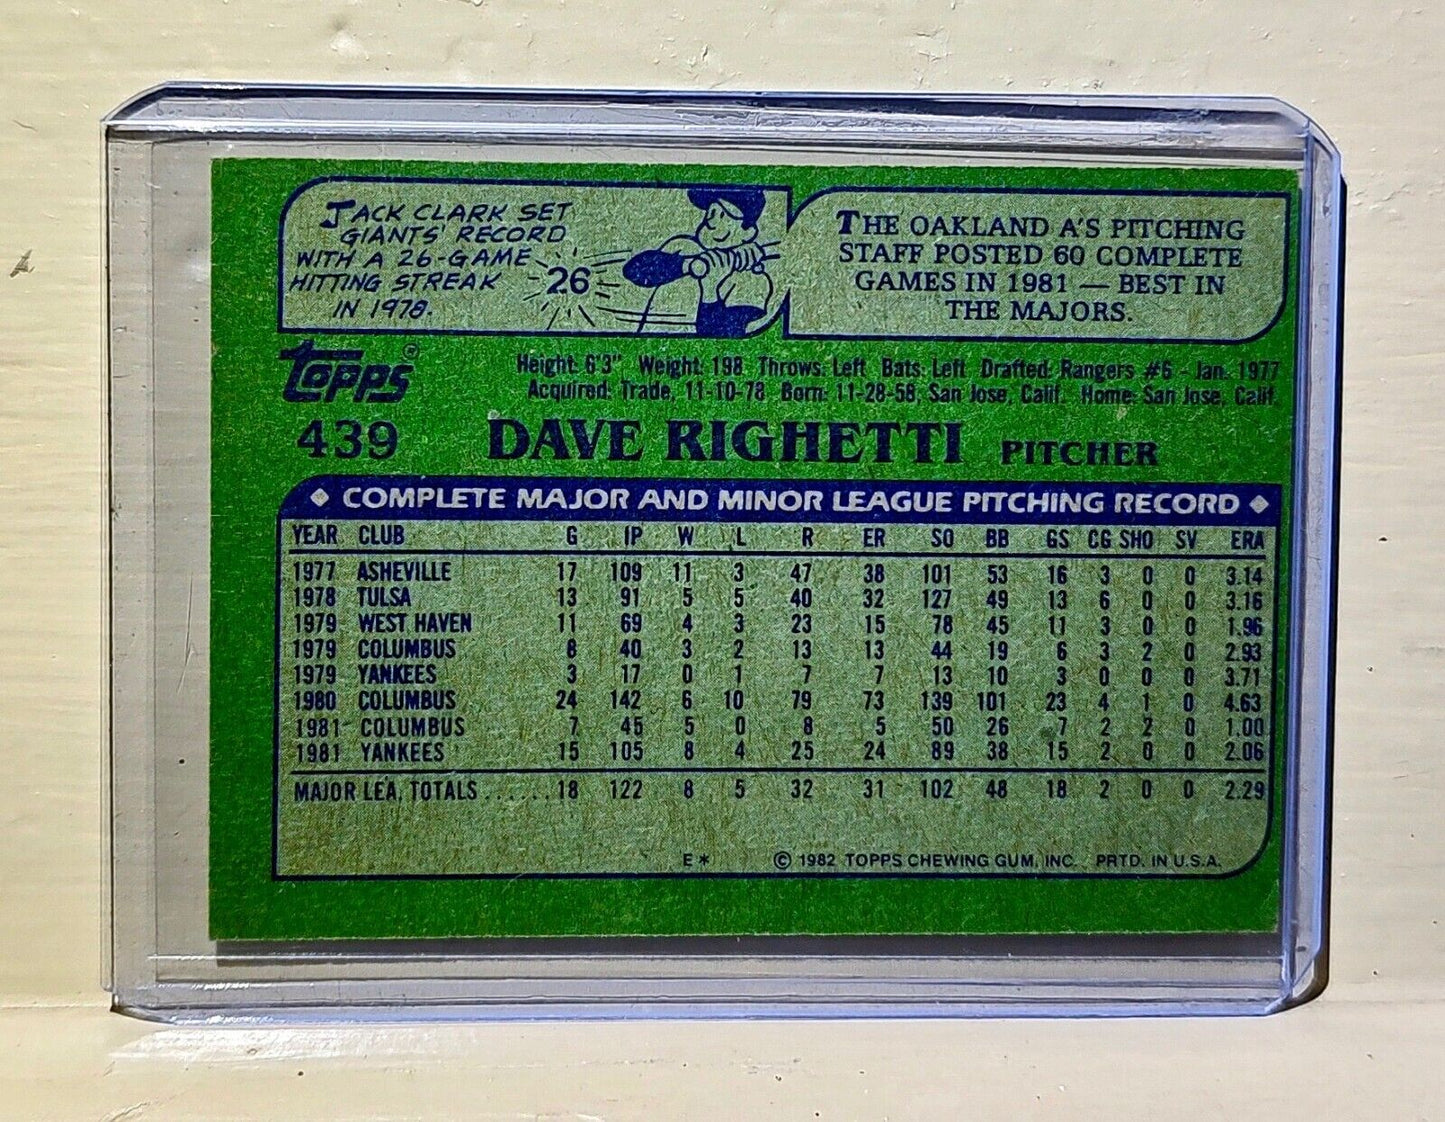 JACK CLARK SET
GIANTS' RECORD
WITH A 26-GAME
HITTING STREAK
IN 1978.
26
THE OAKLAND A'S PITCHING
STAFF POSTED 60 COMPLETE
GAMES IN 1981 — BEST IN
THE MAJORS.
Topps®
Height: 6'3" Weight: 198 Throws: Left Bats: Left Drafted: Rangers #6 - Jan. 1977
Acquired: Trade, 11-10-78 Born: 11-28-58, San Jose, Calif. Home: San Jose, Calif.
439 DAVE RIGHETTI PITCHER
◆ COMPLETE MAJOR AND MINOR LEAGUE PITCHING RECORD ◆
YEAR CLUB G IP W L R ER SO BB GS CG SHO SV ERA
1977 ASHEVILLE 17 109 11 3 47 38 101 53 16 3 0 0 3.14
1978 TULSA 13 91 5 5 40 32 127 49 13 6 0 0 3.16
1979 WEST HAVEN 11 69 4 3 23 15 78 45 11 3 0 0 1.96
1979 COLUMBUS 8 40 3 2 13 13 44 19 6 3 2 0 2.93
1979 YANKEES 3 17 0 1 7 7 13 10 3 0 0 0 3.71
1980 COLUMBUS 24 142 6 10 79 73 139 101 23 4 1 0 4.63
1981 COLUMBUS 7 45 5 0 8 5 50 26 7 2 2 0 1.00
1981 YANKEES 15 105 8 4 25 24 89 38 15 2 0 0 2.06
MAJOR LEA. TOTALS ...... 18 122 8 5 32 31 102 48 18 2 0 0 2.29
E* © 1982 TOPPS CHEWING GUM, INC. PRTD. IN U.S.A.